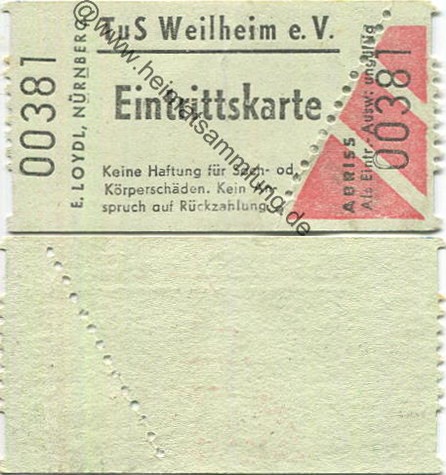 00381
E. LOYDL, NÜRNBERG
TuS Weilheim e. V.
Eintrittskarte
Keine Haftung für Sach- od.
Körperschäden. Kein An-
spruch auf Rückzahlung.
ABRISS
Als Eintr.-Ausw. ungültig
00381
@www.heimatsammlung.de